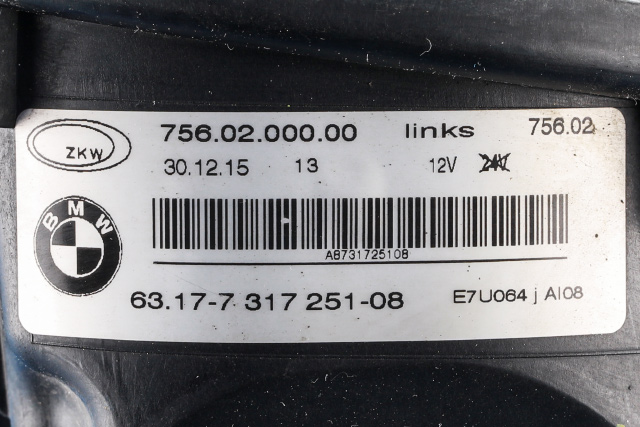 ZKW 756.02.000.00 links 756.02
30.12.15 13 12V 24V
BMW
A8731725108
63.17-7 317 251-08 E7U064 j AI08